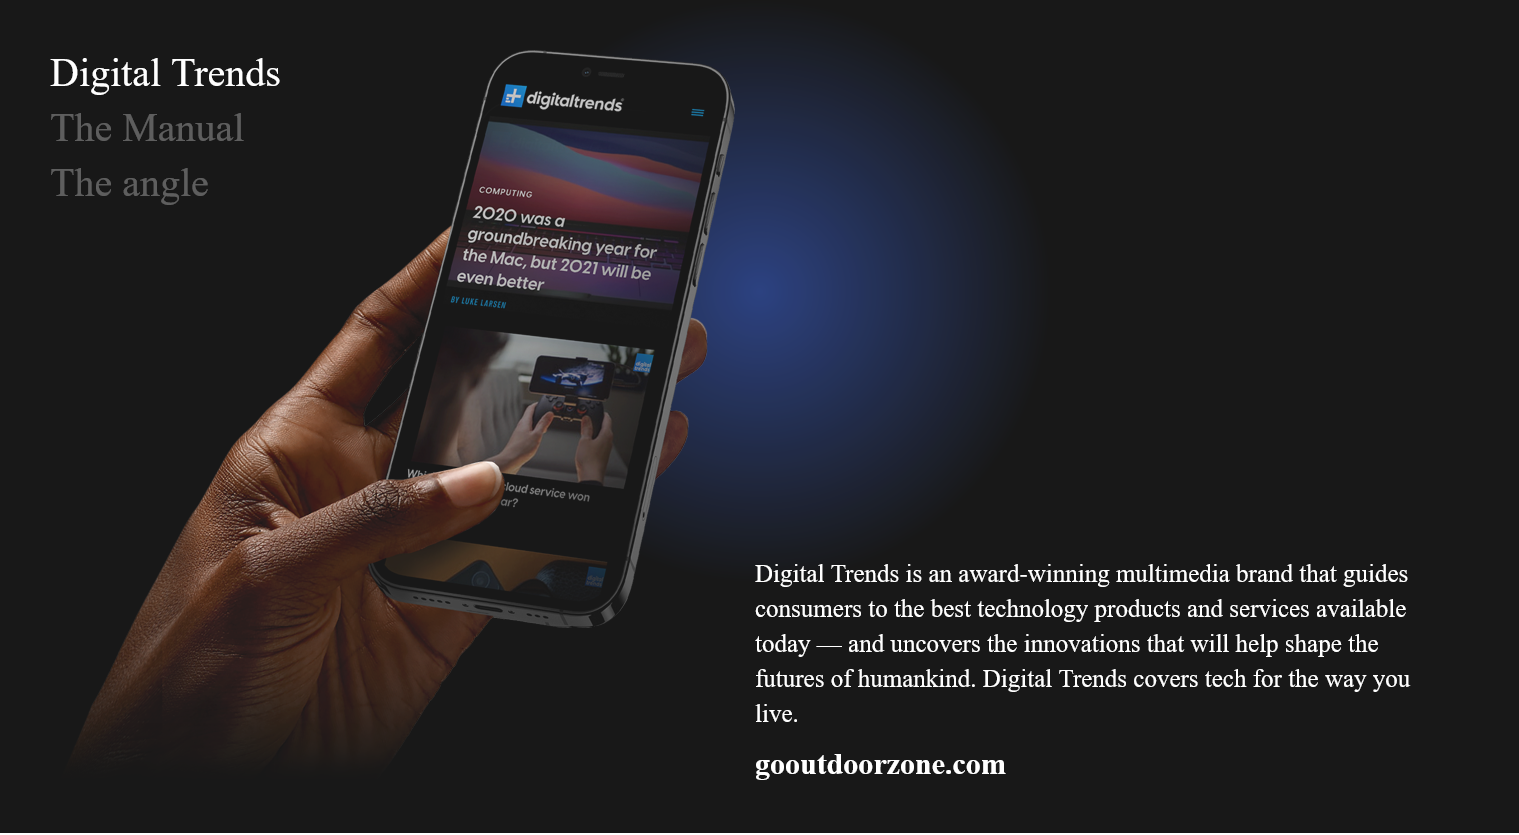 Digital Trends
The Manual
The angle
digitaltrends
COMPUTING
2020 was a
groundbreaking year for
the Mac, but 2021 will be
even better
BY LUKE LARSEN
cloud service won
Digital Trends is an award-winning multimedia brand that guides
consumers to the best technology products and services available
today — and uncovers the innovations that will help shape the
futures of humankind. Digital Trends covers tech for the way you
live.
gooutdoorzone.com